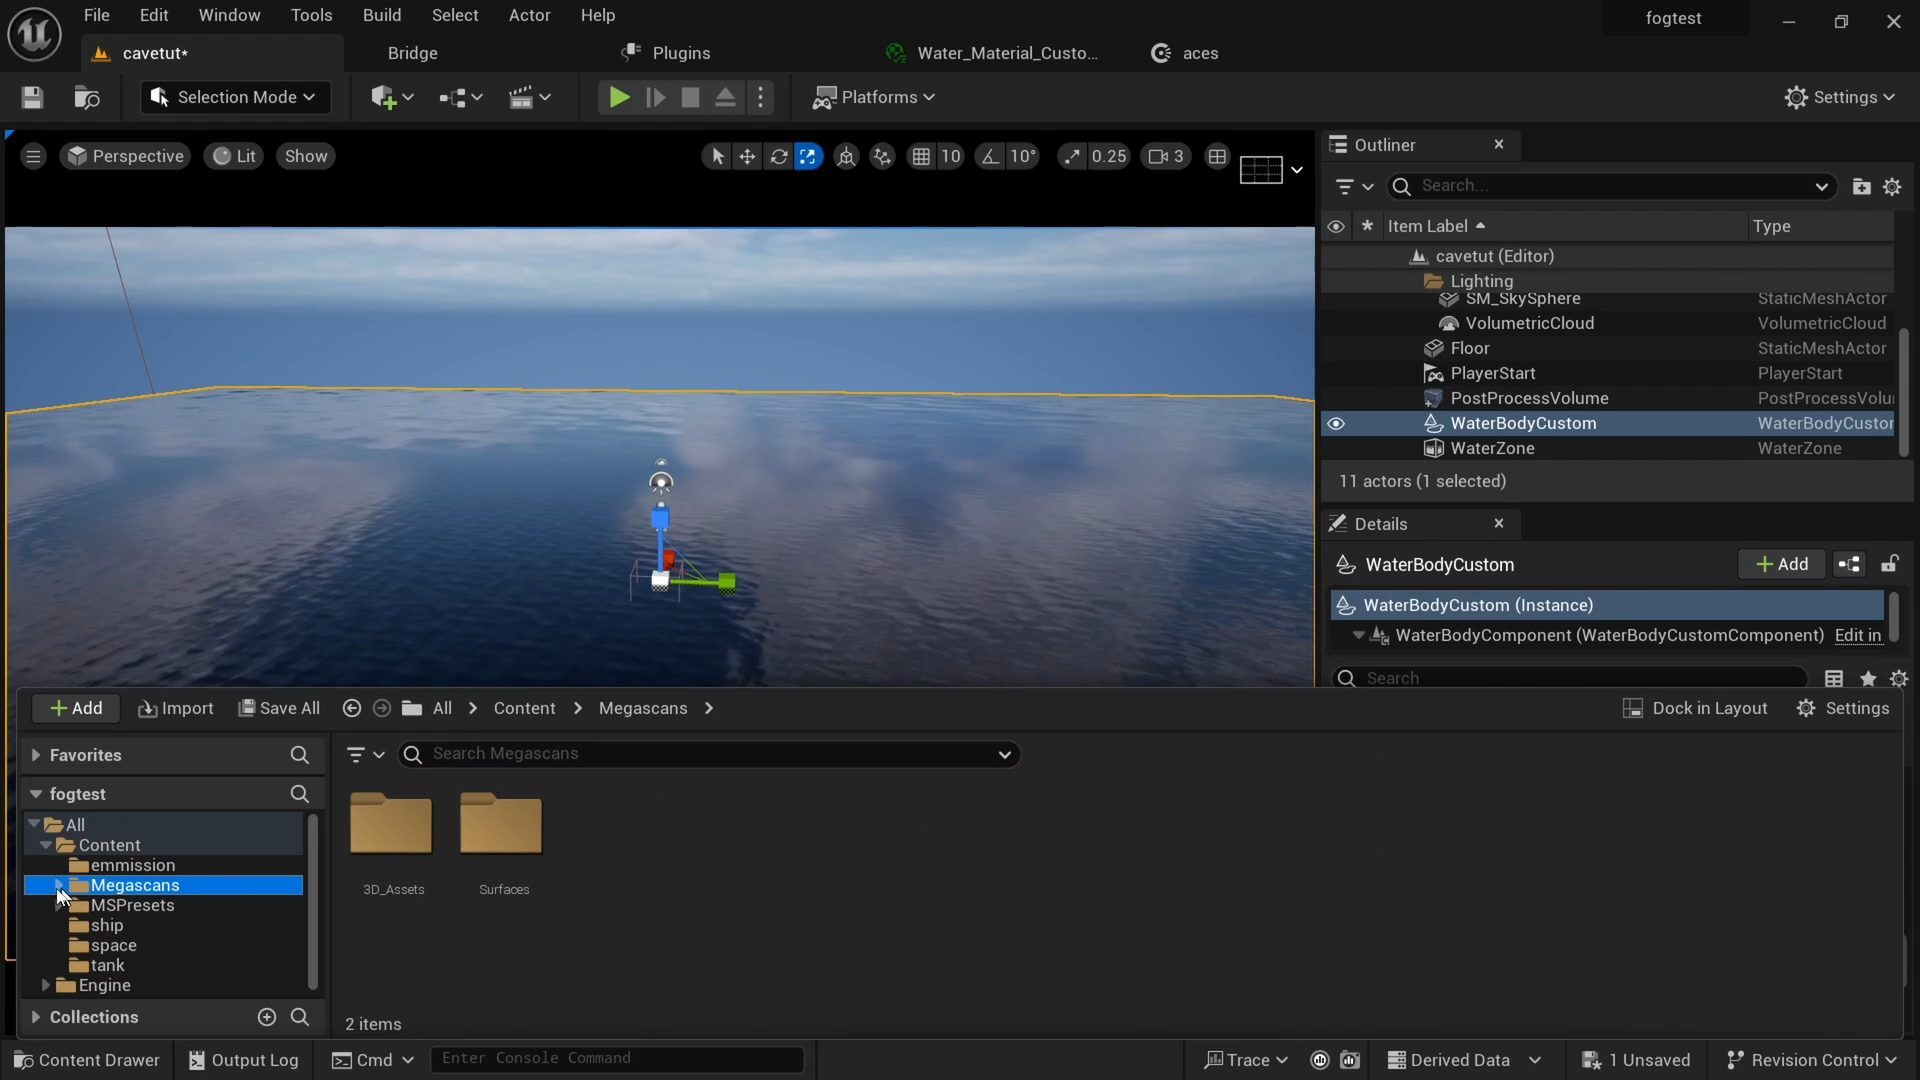 File Edit Window Tools Build Select Actor Help
fogtest
cavetut*
Bridge
Plugins
Water_Material_Custo...
aces
Selection Mode
Platforms
Settings
Perspective
Lit
Show
10
10°
0.25
3
Outliner
Search...
Item Label
Type
cavetut (Editor)
Lighting
SM_SkySphere StaticMeshActor
VolumetricCloud VolumetricCloud
Floor StaticMeshActor
PlayerStart PlayerStart
PostProcessVolume PostProcessVolu
WaterBodyCustom WaterBodyCustor
WaterZone WaterZone
11 actors (1 selected)
Details
WaterBodyCustom
Add
WaterBodyCustom (Instance)
WaterBodyComponent (WaterBodyCustomComponent) Edit in
Search
Add
Import
Save All
All
Content
Megascans
Dock in Layout
Settings
Favorites
Search Megascans
fogtest
All
Content
emmission
Megascans
MSPresets
ship
space
tank
Engine
Collections
3D_Assets
Surfaces
2 items
Content Drawer
Output Log
Cmd
Enter Console Command
Trace
Derived Data
1 Unsaved
Revision Control